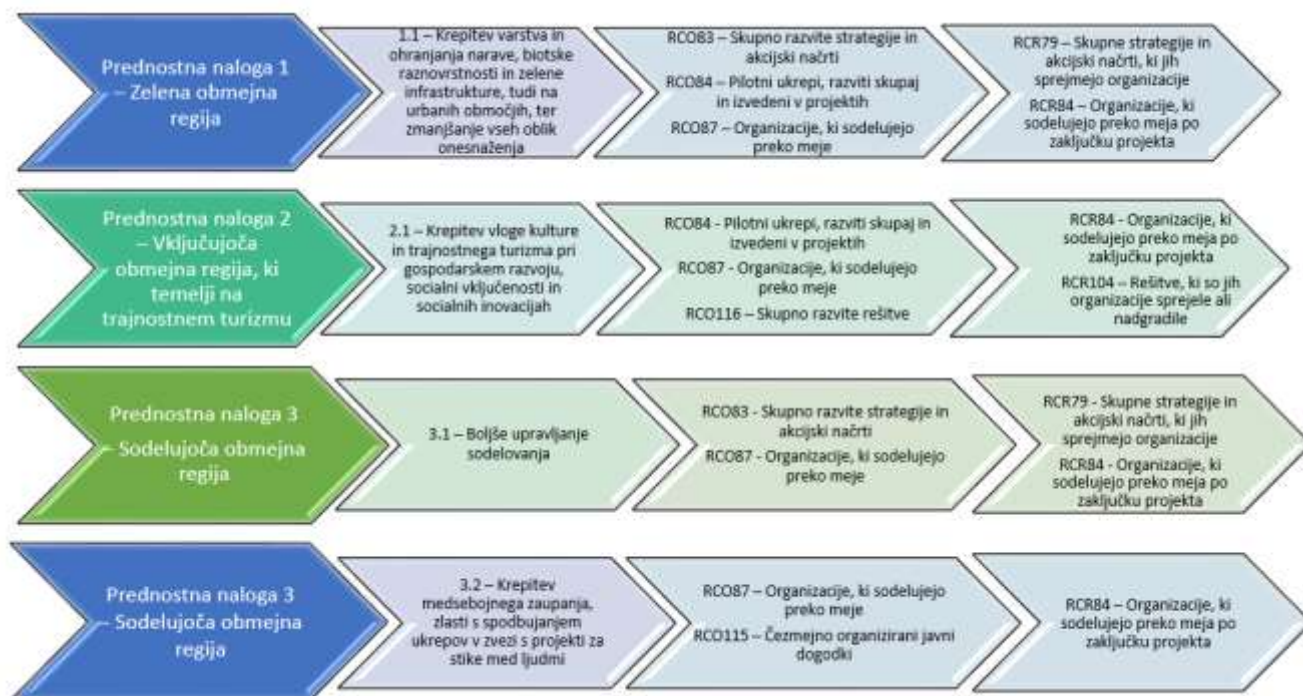 Prednostna naloga 1
– Zelena obmejna
regija
1.1 – Krepitev varstva in
ohranjanja narave, biotske
raznovrstnosti in zelene
infrastrukture, tudi na
urbanih območjih, ter
zmanjšanje vseh oblik
onesnaženja
RCO83 – Skupno razvite strategije in
akcijski načrti
RCO84 – Pilotni ukrepi, razviti skupaj
in izvedeni v projektih
RCO87 – Organizacije, ki sodelujejo
preko meje
RCR79 – Skupne strategije in
akcijski načrti, ki jih
sprejmejo organizacije
RCR84 – Organizacije, ki
sodelujejo preko meja po
zaključku projekta
Prednostna naloga 2
– Vključujoča
obmejna regija, ki
temelji na
trajnostnem turizmu
2.1 – Krepitev vloge kulture
in trajnostnega turizma pri
gospodarskem razvoju,
socialni vključenosti in
socialnih inovacijah
RCO84 - Pilotni ukrepi, razviti skupaj in
izvedeni v projektih
RCO87 - Organizacije, ki sodelujejo
preko meje
RCO116 – Skupno razvite rešitve
RCR84 - Organizacije, ki
sodelujejo preko meja po
zaključku projekta
RCR104 – Rešitve, ki so jih
organizacije sprejele ali
nadgradile
Prednostna naloga 3
– Sodelujoča obmejna
regija
3.1 – Boljše upravljanje
sodelovanja
RCO83 - Skupno razvite strategije in
akcijski načrti
RCO87 - Organizacije, ki sodelujejo
preko meje
RCR79 - Skupne strategije in
akcijski načrti, ki jih
sprejmejo organizacije
RCR84 - Organizacije, ki
sodelujejo preko meja po
zaključku projekta
Prednostna naloga 3
– Sodelujoča obmejna
regija
3.2 – Krepitev
medsebojnega zaupanja,
zlasti s spodbujanjem
ukrepov v zvezi s projekti za
stike med ljudmi
RCO87 – Organizacije, ki sodelujejo
preko meje
RCO115 – Čezmejno organizirani javni
dogodki
RCR84 – Organizacije, ki
sodelujejo preko meja po
zaključku projekta